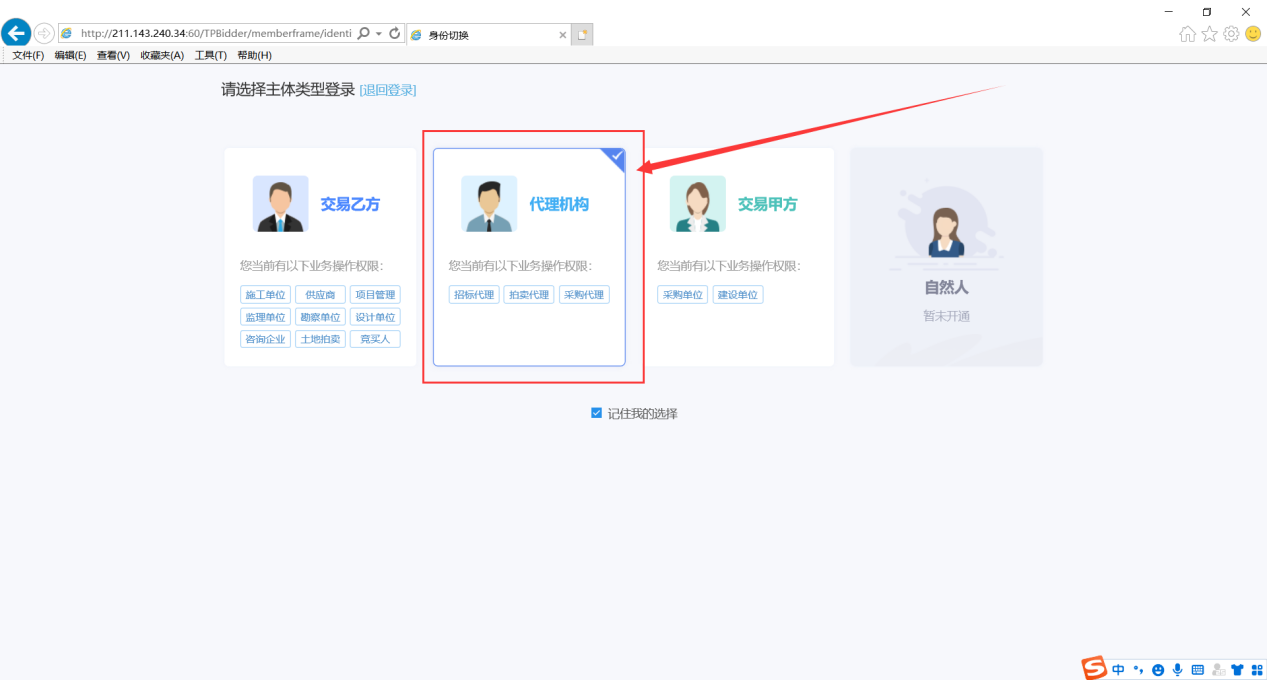 http://211.143.240.34:60/TPBidder/memberframe/identi
身份切换
文件(F) 编辑(E) 查看(V) 收藏夹(A) 工具(T) 帮助(H)
请选择主体类型登录 [退回登录]
交易乙方
您当前有以下业务操作权限:
施工单位 供应商 项目管理
监理单位 勘察单位 设计单位
咨询企业 土地拍卖 竞买人
代理机构
您当前有以下业务操作权限:
招标代理 拍卖代理 采购代理
交易甲方
您当前有以下业务操作权限:
采购单位 建设单位
自然人
暂未开通
记住我的选择
S 中